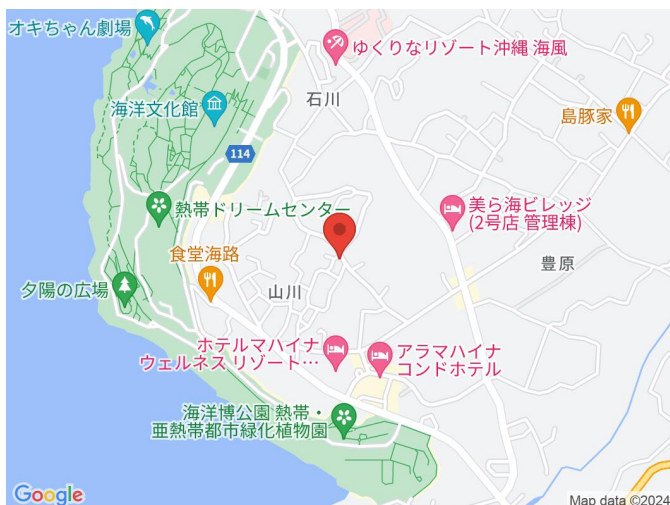 オキちゃん劇場
ゆくりなリゾート沖縄 海風
石川
海洋文化館
島豚家
114
熱帯ドリームセンター
美ら海ビレッジ
(2号店 管理棟)
食堂海路
豊原
夕陽の広場
山川
ホテルマハイナ
ウェルネス リゾート…
アラマハイナ
コンドホテル
海洋博公園 熱帯・
亜熱帯都市緑化植物園
Google
Map data ©2024